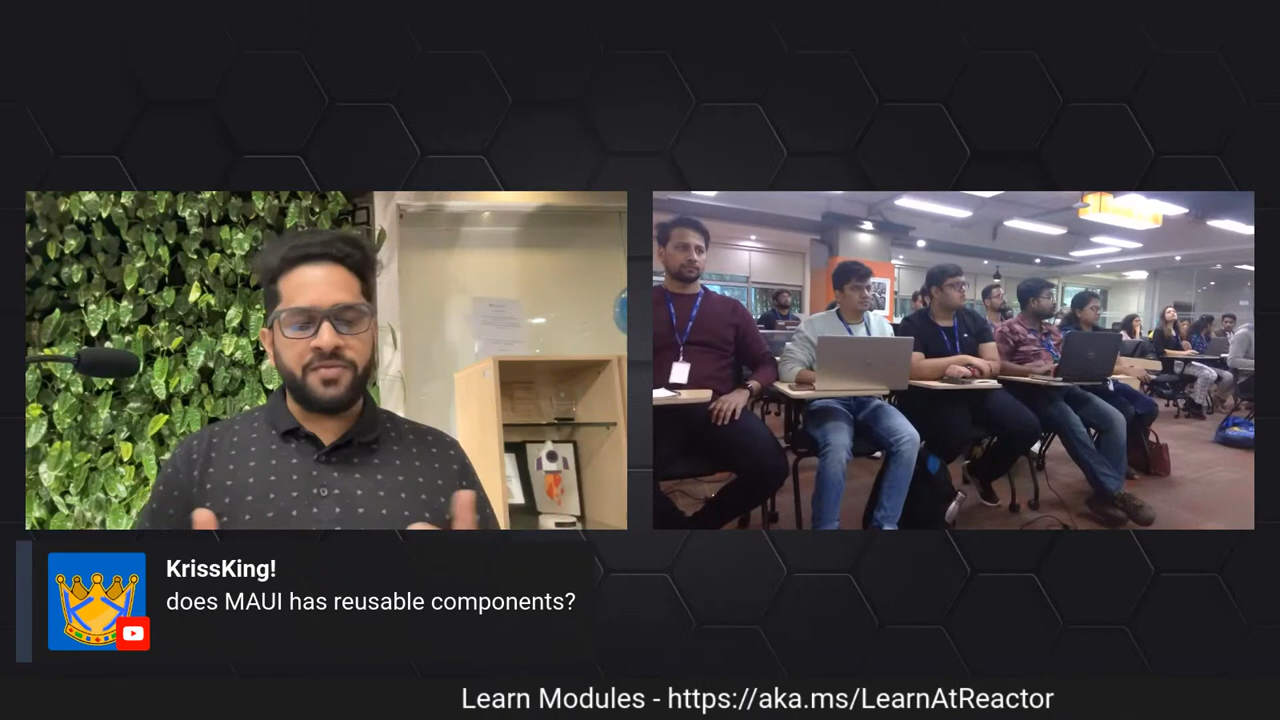 KrissKing!
does MAUI has reusable components?
Learn Modules - https://aka.ms/LearnAtReactor